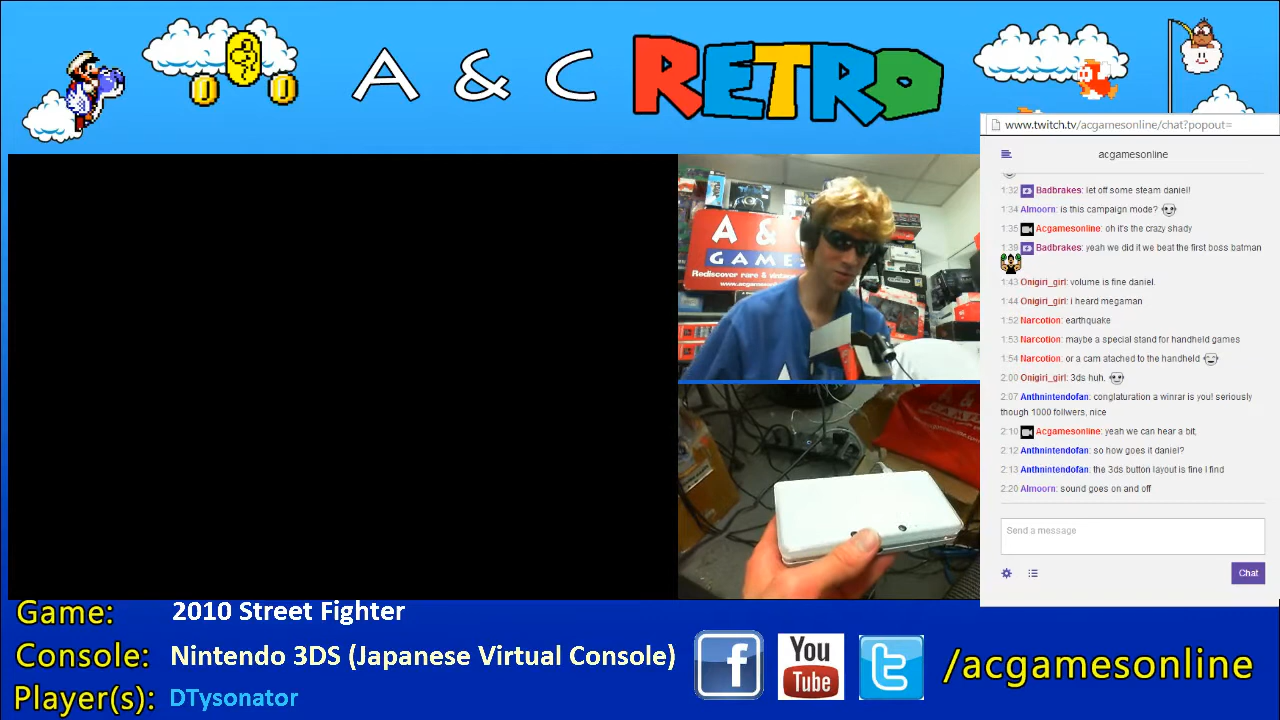 A & C RETRO
www.twitch.tv/acgamesonline/chat?popout=
acgamesonline
1:32 Badbrakes: let off some steam daniel!
1:34 Almoorn: is this campaign mode?
1:35 Acgamesonline: oh it's the crazy shady
1:39 Badbrakes: yeah we did it we beat the first boss batman
1:43 Onigiri_girl: volume is fine daniel.
1:44 Onigiri_girl: i heard megaman
1:52 Narcotion: earthquake
1:53 Narcotion: maybe a special stand for handheld games
1:54 Narcotion: or a cam atached to the handheld
2:00 Onigiri_girl: 3ds huh.
2:07 Anthnintendofan: conglaturation a winrar is you! seriously
though 1000 follwers, nice
2:10 Acgamesonline: yeah we can hear a bit,
2:12 Anthnintendofan: so how goes it daniel?
2:13 Anthnintendofan: the 3ds button layout is fine I find
2:20 Almoorn: sound goes on and off
Send a message
Chat
A & 
GAMES
Rediscover rare &
www.acgames
Game: 2010 Street Fighter
Console: Nintendo 3DS (Japanese Virtual Console)
Player(s): DTysonator
f
You
Tube
t
/acgamesonline